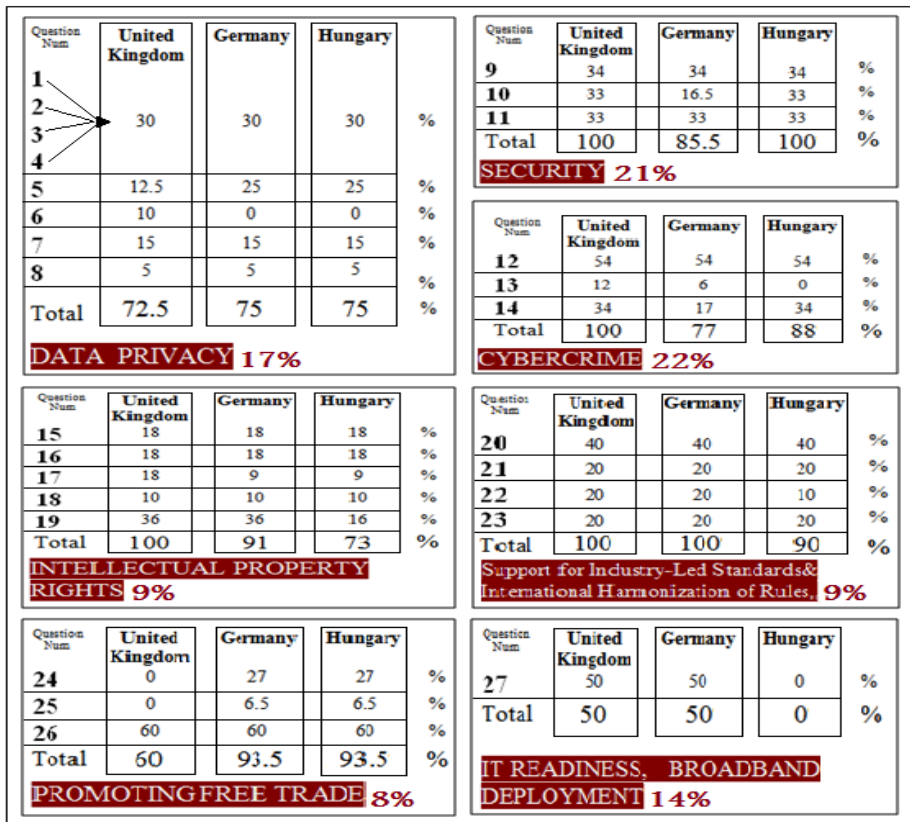 Question Num United Kingdom Germany Hungary
1
2
3 30 30 30 %
4
5 12.5 25 25 %
6 10 0 0 %
7 15 15 15 %
8 5 5 5 %
Total 72.5 75 75 %
DATA PRIVACY 17%
Question Num United Kingdom Germany Hungary
9 34 34 34 %
10 33 16.5 33 %
11 33 33 33 %
Total 100 85.5 100 %
SECURITY 21%
Question Num United Kingdom Germany Hungary
12 54 54 54 %
13 12 6 0 %
14 34 17 34 %
Total 100 77 88 %
CYBERCRIME 22%
Question Num United Kingdom Germany Hungary
15 18 18 18 %
16 18 18 18 %
17 18 9 9 %
18 10 10 10 %
19 36 36 16 %
Total 100 91 73 %
INTELLECTUAL PROPERTY
RIGHTS 9%
Question Num United Kingdom Germany Hungary
20 40 40 40 %
21 20 20 20 %
22 20 20 10 %
23 20 20 20 %
Total 100 100 90 %
Support for Industry-Led Standards&
International Harmonization of Rules,. 9%
Question Num United Kingdom Germany Hungary
24 0 27 27 %
25 0 6.5 6.5 %
26 60 60 60 %
Total 60 93.5 93.5 %
PROMOTING FREE TRADE 8%
Question Num United Kingdom Germany Hungary
27 50 50 0 %
Total 50 50 0 %
IT READINESS, BROADBAND
DEPLOYMENT 14%